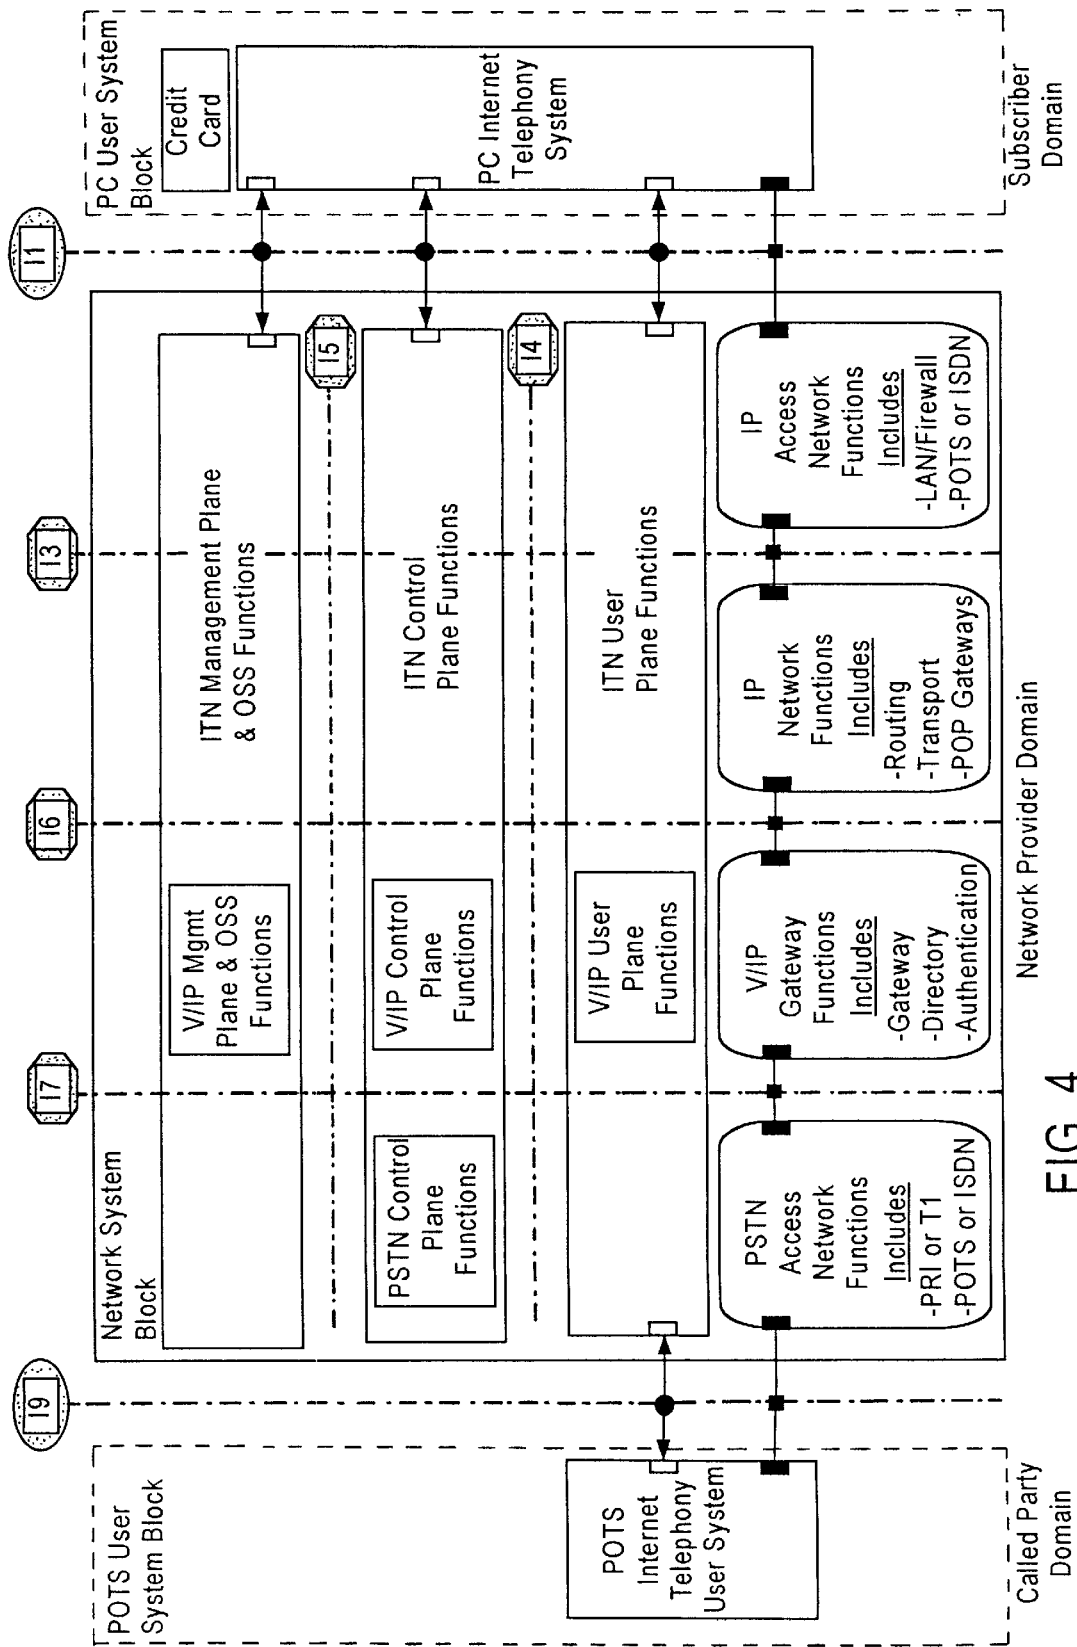 I9
I7
I6
I3
I1
POTS User
System Block
Network System
Block
PC User System
Block
Credit
Card
V/IP Mgmt
Plane & OSS
Functions
ITN Management Plane
& OSS Functions
I5
PSTN Control
Plane
Functions
V/IP Control
Plane
Functions
ITN Control
Plane Functions
I4
PC Internet
Telephony
System
V/IP User
Plane
Functions
ITN User
Plane Functions
POTS
Internet
Telephony
User System
PSTN
Access
Network
Functions
Includes
-PRI or T1
-POTS or ISDN
V/IP
Gateway
Functions
Includes
-Gateway
-Directory
-Authentication
IP
Network
Functions
Includes
-Routing
-Transport
-POP Gateways
IP
Access
Network
Functions
Includes
-LAN/Firewall
-POTS or ISDN
Called Party
Domain
Network Provider Domain
Subscriber
Domain
FIG. 4